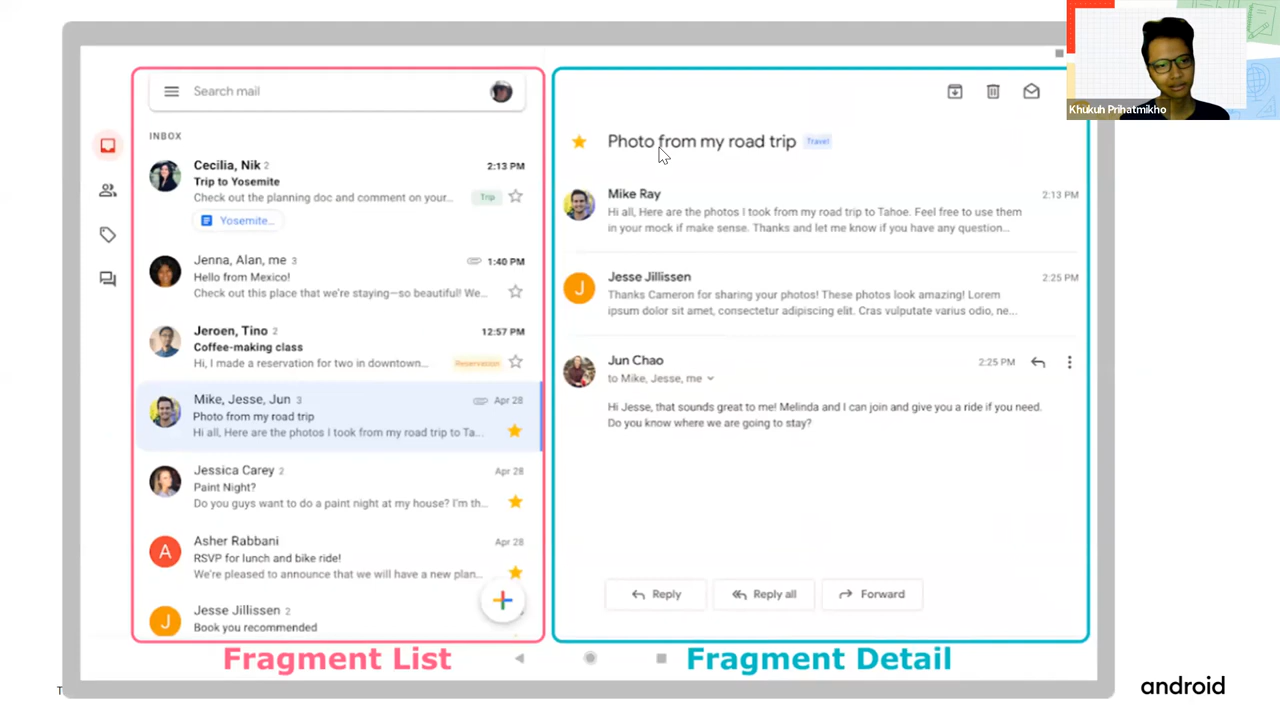 Search mail
INBOX
Cecilia, Nik 2
2:13 PM
Trip to Yosemite
Check out the planning doc and comment on your...
Trip
Yosemite...
Jenna, Alan, me 3
1:40 PM
Hello from Mexico!
Check out this place that we're staying—so beautiful! We...
Jeroen, Tino 2
12:57 PM
Coffee-making class
Hi, I made a reservation for two in downtown...
Reservation
Mike, Jesse, Jun 3
Apr 28
Photo from my road trip
Hi all, Here are the photos I took from my road trip to Ta...
Jessica Carey 2
Apr 28
Paint Night?
Do you guys want to do a paint night at my house? I'm th...
A
Asher Rabbani
Apr 28
RSVP for lunch and bike ride!
We're pleased to announce that we will have a new plan...
J
Jesse Jillissen 2
Book you recommended
Fragment List
Photo from my road trip
Travel
Mike Ray
2:13 PM
Hi all, Here are the photos I took from my road trip to Tahoe. Feel free to use them
in your mock if make sense. Thanks and let me know if you have any question...
J
Jesse Jillissen
2:25 PM
Thanks Cameron for sharing your photos! These photos look amazing! Lorem
ipsum dolor sit amet, consectetur adipiscing elit. Cras vulputate varius odio, ne...
Jun Chao
2:25 PM
to Mike, Jesse, me
Hi Jesse, that sounds great to me! Melinda and I can join and give you a ride if you need.
Do you know where we are going to stay?
Reply
Reply all
Forward
Fragment Detail
Khukuh Prihatmikho
T
android